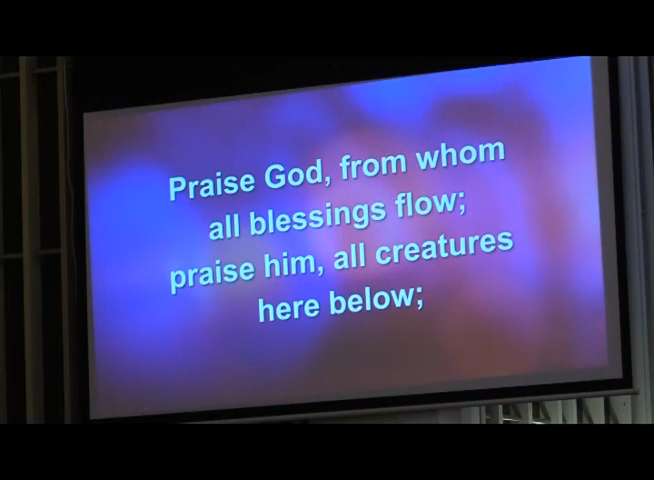 Praise God, from whom
all blessings flow;
praise him, all creatures
here below;